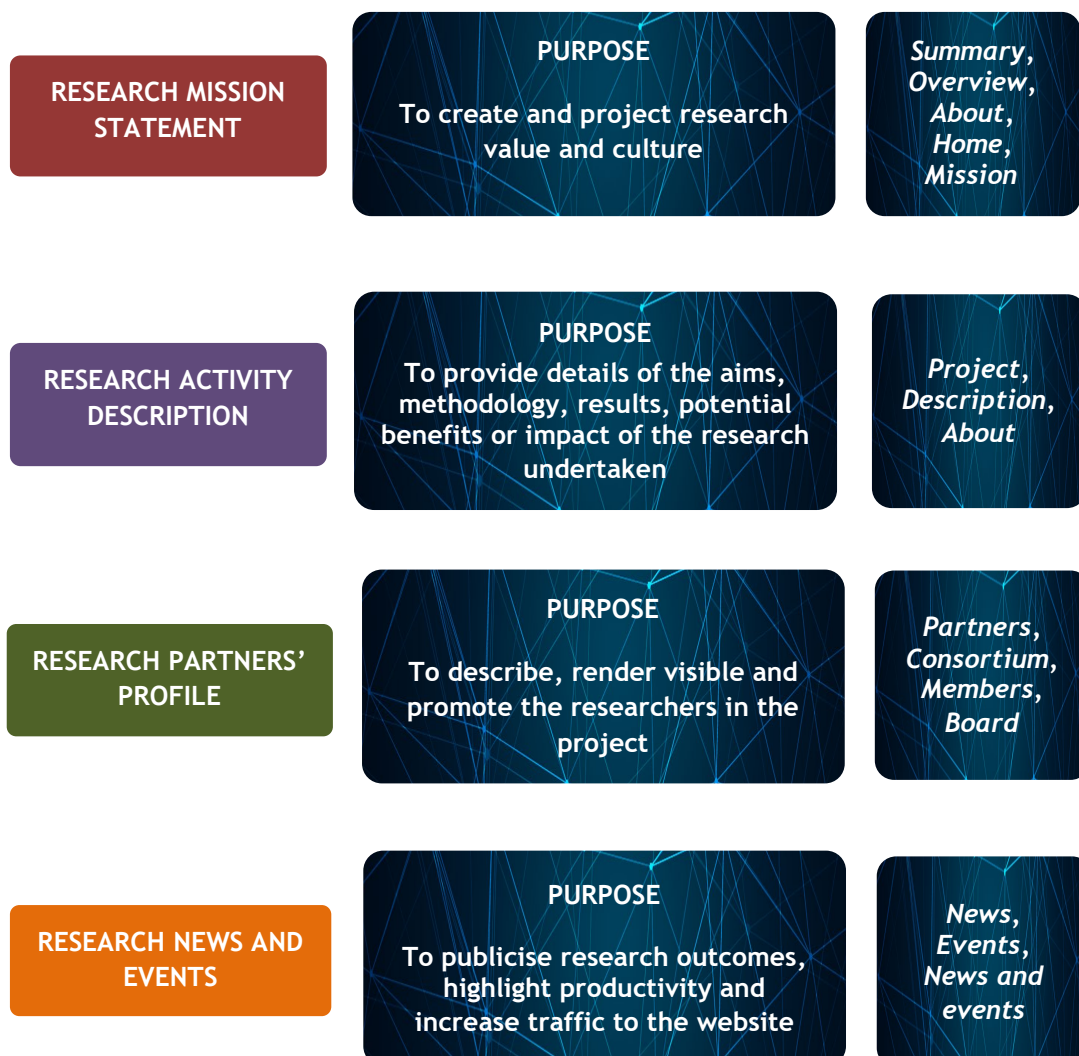 RESEARCH MISSION
STATEMENT
PURPOSE
To create and project research
value and culture
Summary,
Overview,
About,
Home,
Mission
RESEARCH ACTIVITY
DESCRIPTION
PURPOSE
To provide details of the aims,
methodology, results, potential
benefits or impact of the research
undertaken
Project,
Description,
About
RESEARCH PARTNERS’
PROFILE
PURPOSE
To describe, render visible and
promote the researchers in the
project
Partners,
Consortium,
Members,
Board
RESEARCH NEWS AND
EVENTS
PURPOSE
To publicise research outcomes,
highlight productivity and
increase traffic to the website
News,
Events,
News and
events